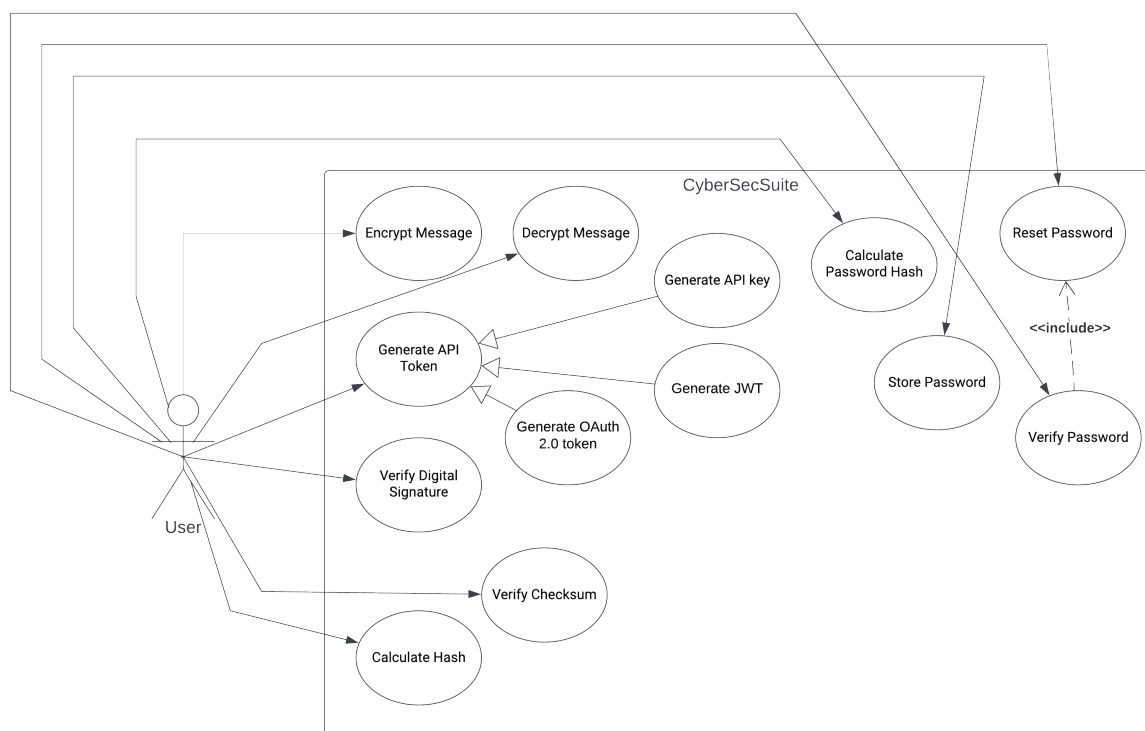 CyberSecSuite
Encrypt Message
Decrypt Message
Reset Password
Calculate
Password Hash
Generate API key
<<include>>
Generate API
Token
Store Password
Generate JWT
Generate OAuth
2.0 token
Verify Password
Verify Digital
Signature
User
Verify Checksum
Calculate Hash